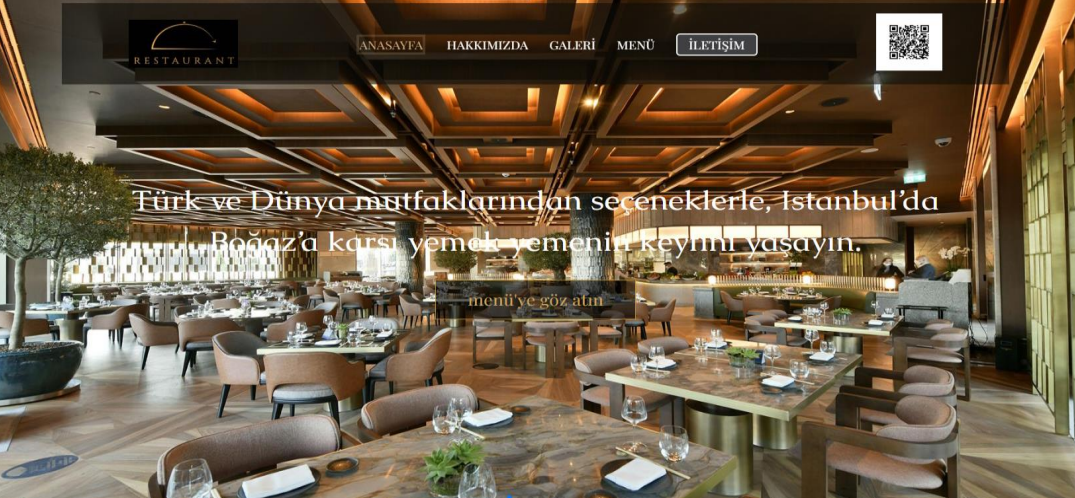 RESTAURANT
ANASAYFA HAKKIMIZDA GALERİ MENÜ İLETİŞİM
Türk ve Dünya mutfaklarından seçeneklerle, İstanbul’da
Boğaz’a karşı yemek yemenin keyfini yaşayın.
menü'ye göz atın